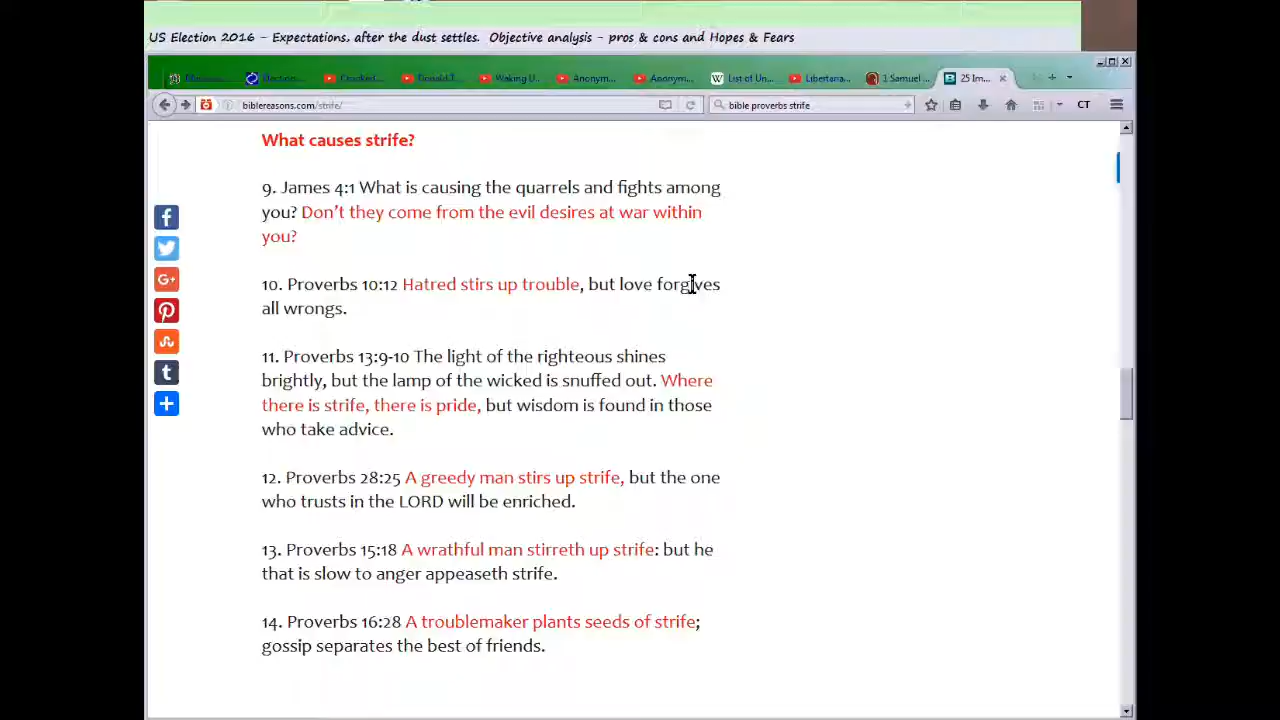 US Election 2016 - Expectations, after the dust settles. Objective analysis - pros & cons and Hopes & Fears
Election... Crooked... Donald T... Waking U... Anonym... Anonym... W List of Un... Libertaria... 1 Samuel ... 25 Im...
biblereasons.com/strife/ bible proverbs strife CT
What causes strife?
9. James 4:1 What is causing the quarrels and fights among
you? Don’t they come from the evil desires at war within
you?
10. Proverbs 10:12 Hatred stirs up trouble, but love forgives
all wrongs.
11. Proverbs 13:9-10 The light of the righteous shines
brightly, but the lamp of the wicked is snuffed out. Where
there is strife, there is pride, but wisdom is found in those
who take advice.
12. Proverbs 28:25 A greedy man stirs up strife, but the one
who trusts in the LORD will be enriched.
13. Proverbs 15:18 A wrathful man stirreth up strife: but he
that is slow to anger appeaseth strife.
14. Proverbs 16:28 A troublemaker plants seeds of strife;
gossip separates the best of friends.